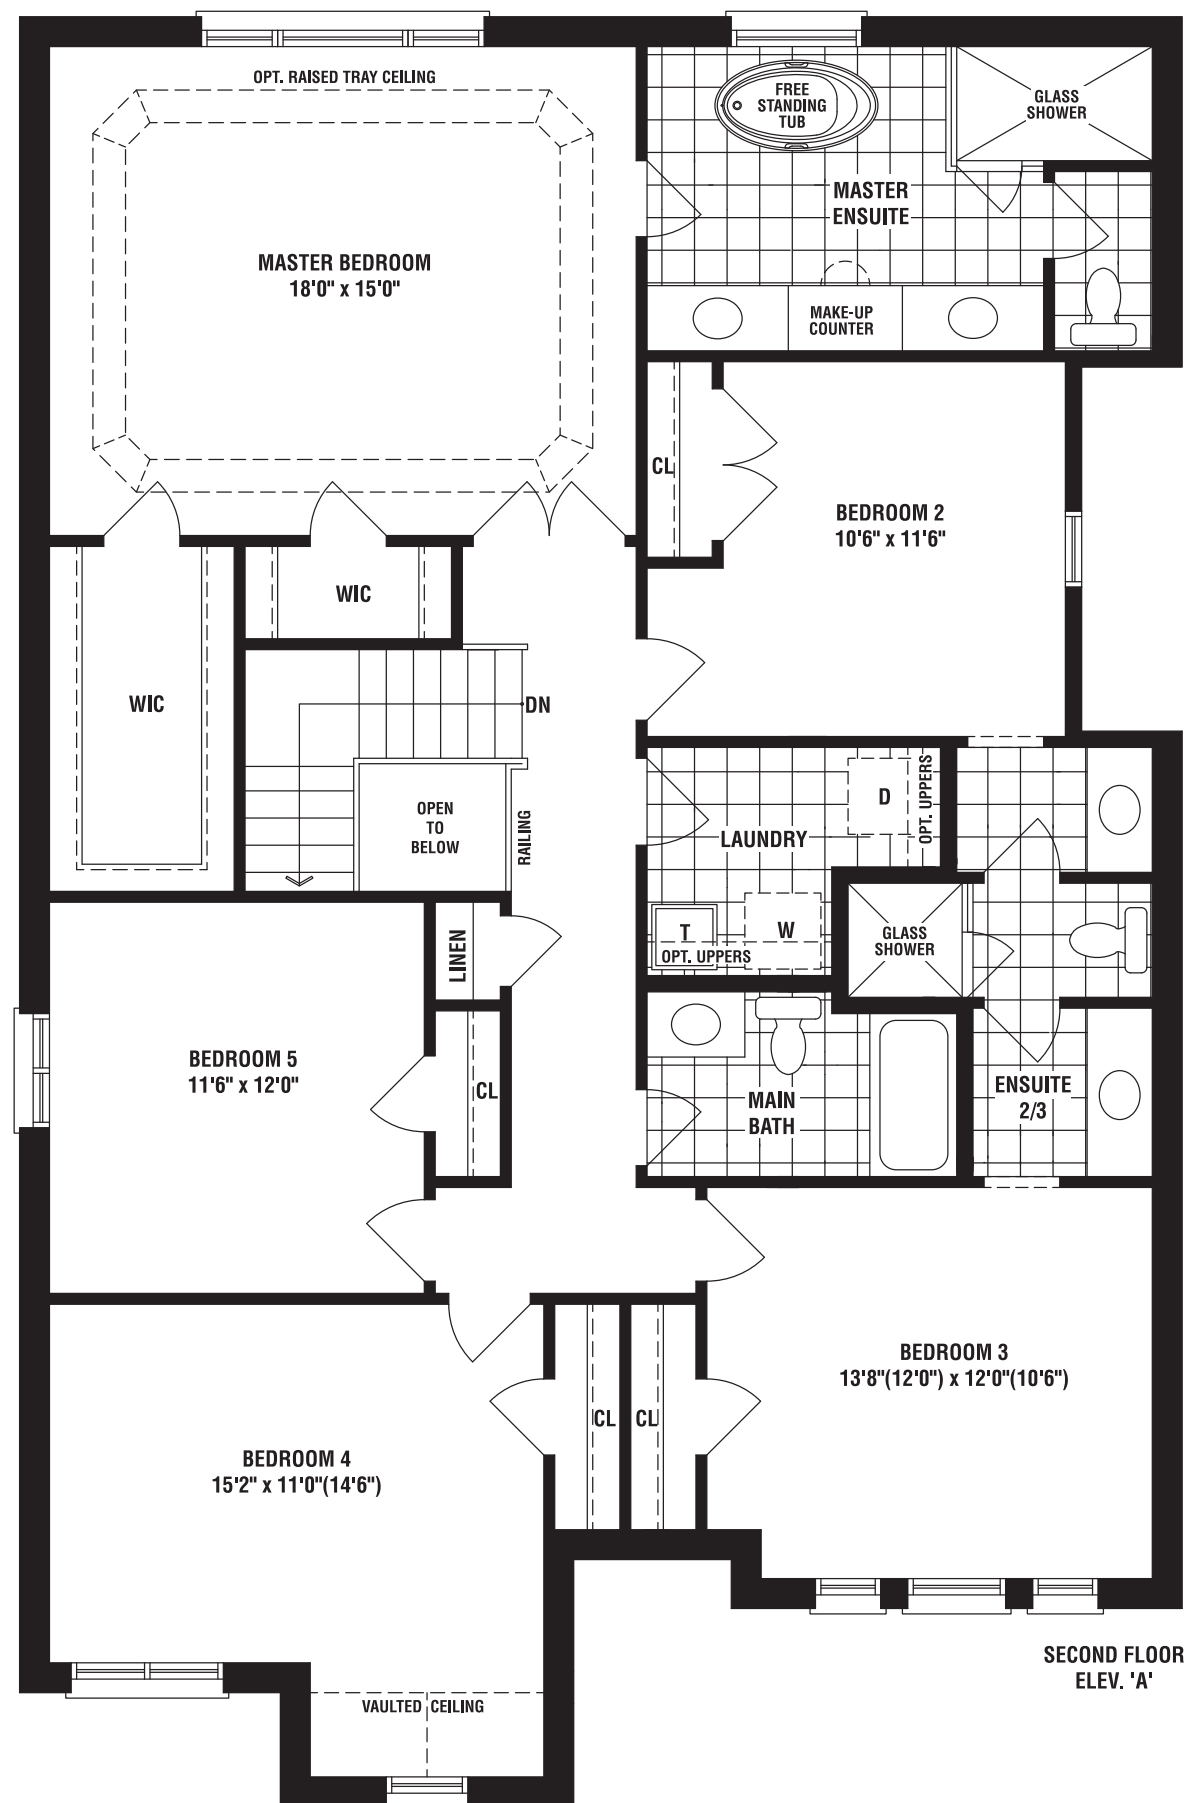 OPT. RAISED TRAY CEILING
FREE
STANDING
TUB
GLASS
SHOWER
MASTER
ENSUITE
MASTER BEDROOM
18'0" x 15'0"
MAKE-UP
COUNTER
CL
BEDROOM 2
10'6" x 11'6"
WIC
WIC
DN
OPEN
TO
BELOW
RAILING
LAUNDRY
D
OPT. UPPERS
T
W
OPT. UPPERS
GLASS
SHOWER
LINEN
BEDROOM 5
11'6" x 12'0"
CL
MAIN
BATH
ENSUITE
2/3
BEDROOM 3
13'8"(12'0") x 12'0"(10'6")
CL
CL
BEDROOM 4
15'2" x 11'0"(14'6")
VAULTED CEILING
SECOND FLOOR
ELEV. 'A'